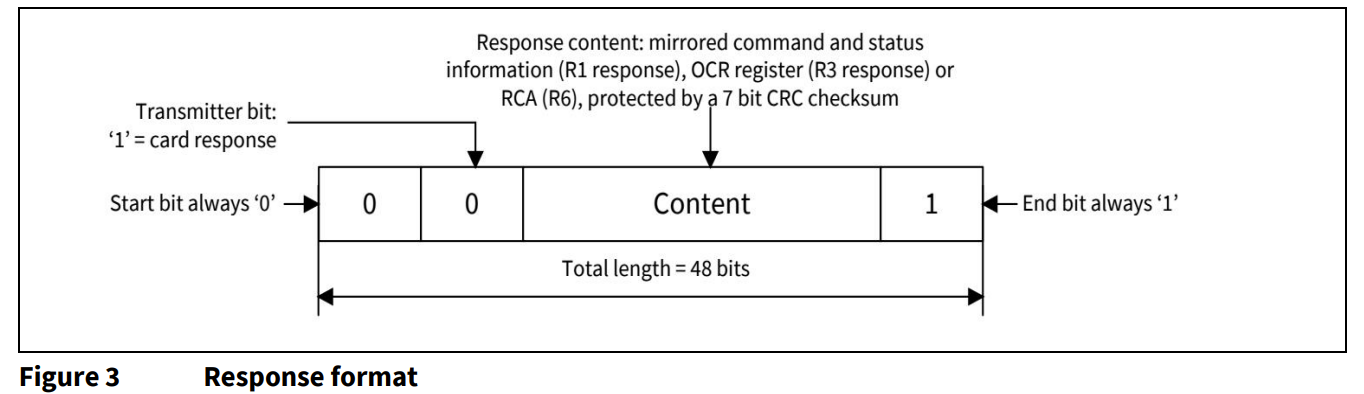 Response content: mirrored command and status
information (R1 response), OCR register (R3 response) or
RCA (R6), protected by a 7 bit CRC checksum
Transmitter bit:
‘1’ = card response
Start bit always ‘0’
0
0
Content
1
End bit always ‘1’
Total length = 48 bits
Figure 3 Response format